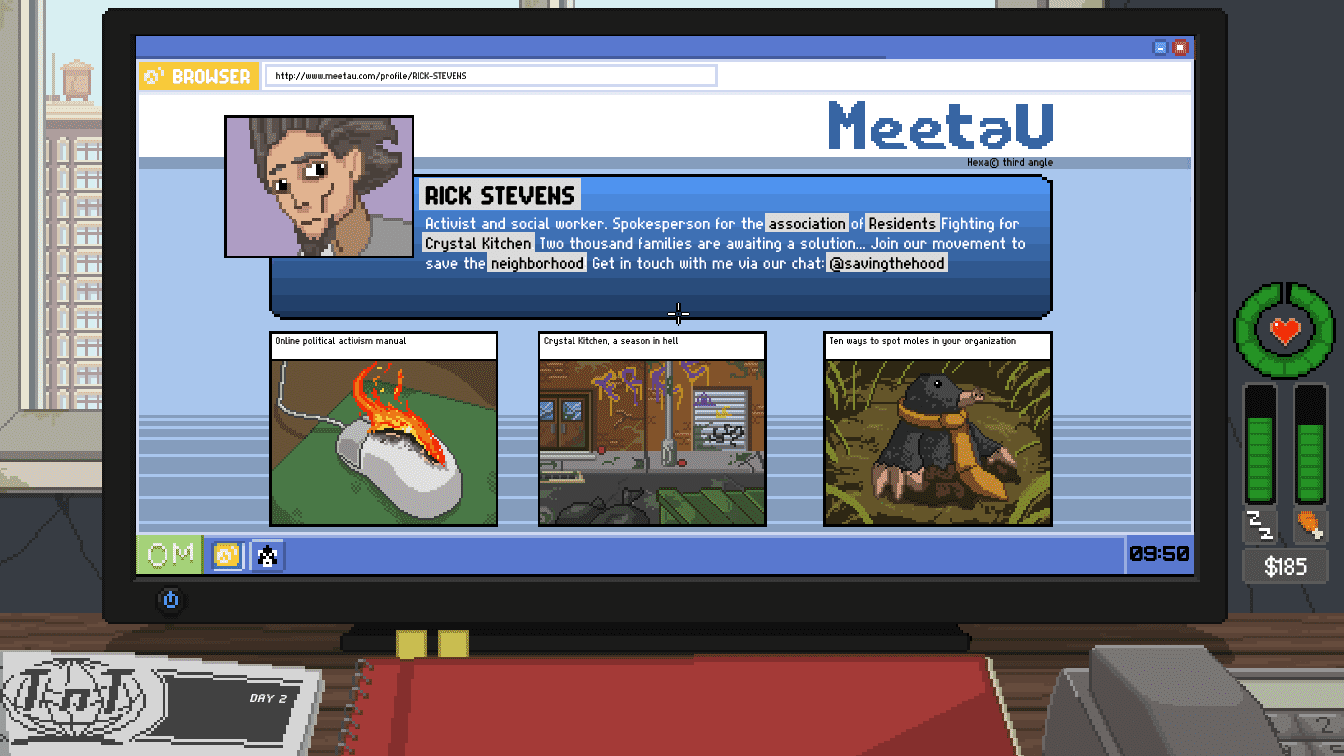 BROWSER
http://www.meetau.com/profile/RICK-STEVENS
MeetaU
Hexa© third angle
RICK STEVENS
Activist and social worker. Spokesperson for the association of Residents Fighting for
Crystal Kitchen Two thousand families are awaiting a solution... Join our movement to
save the neighborhood Get in touch with me via our chat: @savingthehood
Online political activism manual
Crystal Kitchen, a season in hell
Ten ways to spot moles in your organization
OM
09:50
ZZZ
$185
TnT
DAY 2
2